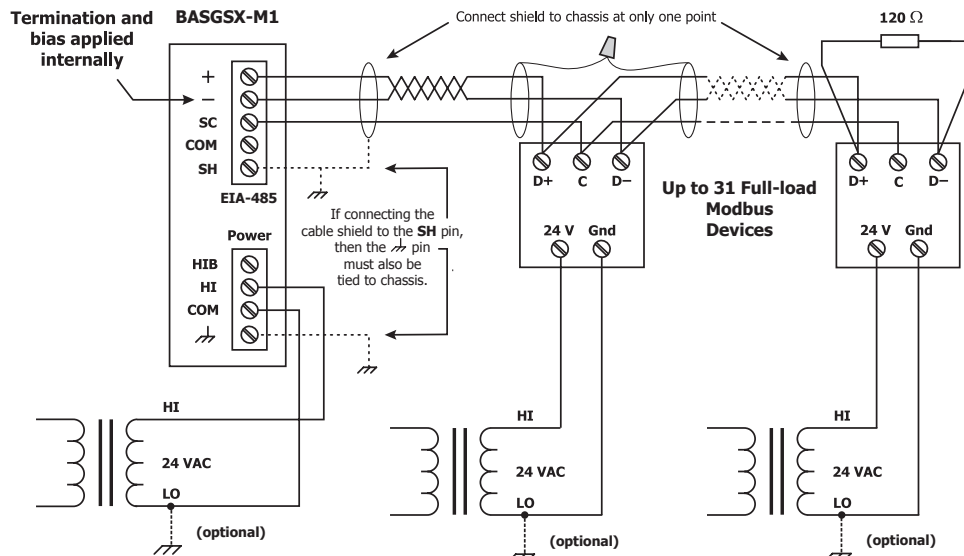 BASGSX-M1
Termination and
bias applied
internally
Connect shield to chassis at only one point
120 Ω
+
−
SC
COM
SH
EIA-485
D+ C D−
Up to 31 Full-load
Modbus
Devices
D+ C D−
If connecting the
cable shield to the SH pin,
then the pin
must also be
tied to chassis.
Power
HIB
HI
COM
24 V Gnd
24 V Gnd
HI
24 VAC
LO
(optional)
HI
24 VAC
LO
(optional)
HI
24 VAC
LO
(optional)